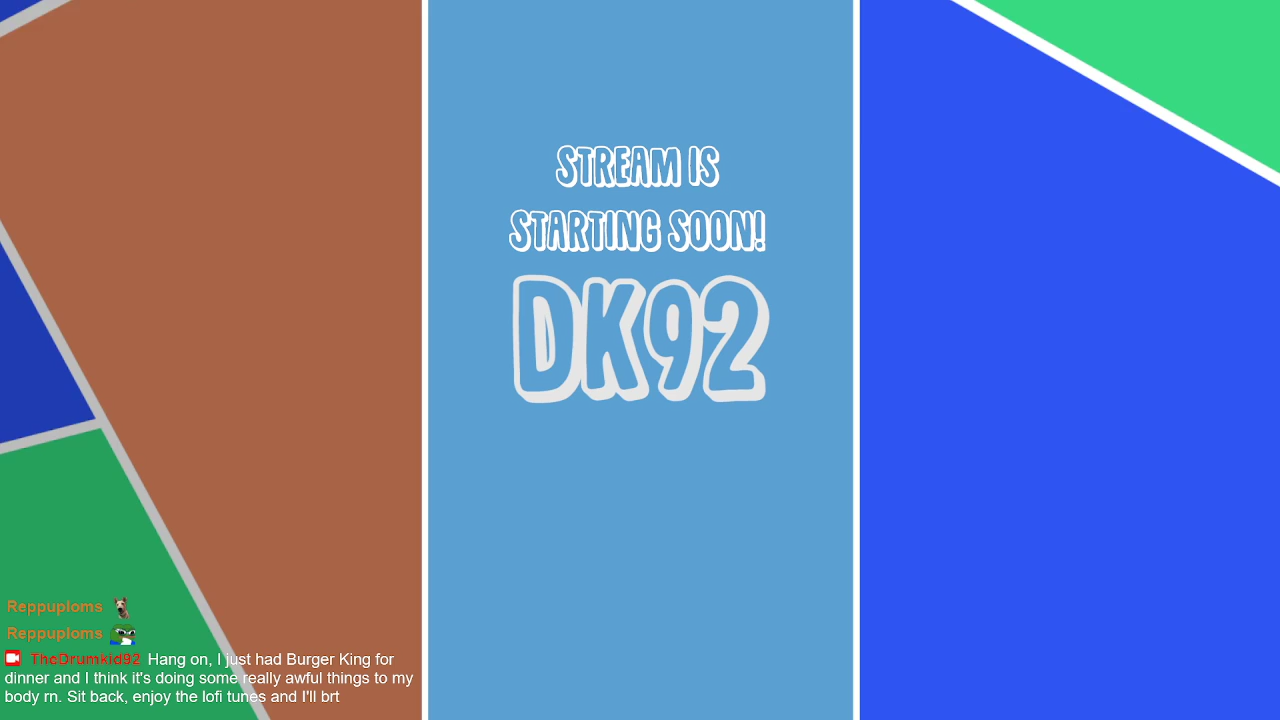 STREAM IS
STARTING SOON!
DK92
Reppuploms
Reppuploms
TheDrumkid92 Hang on, I just had Burger King for
dinner and I think it's doing some really awful things to my
body rn. Sit back, enjoy the lofi tunes and I'll brt